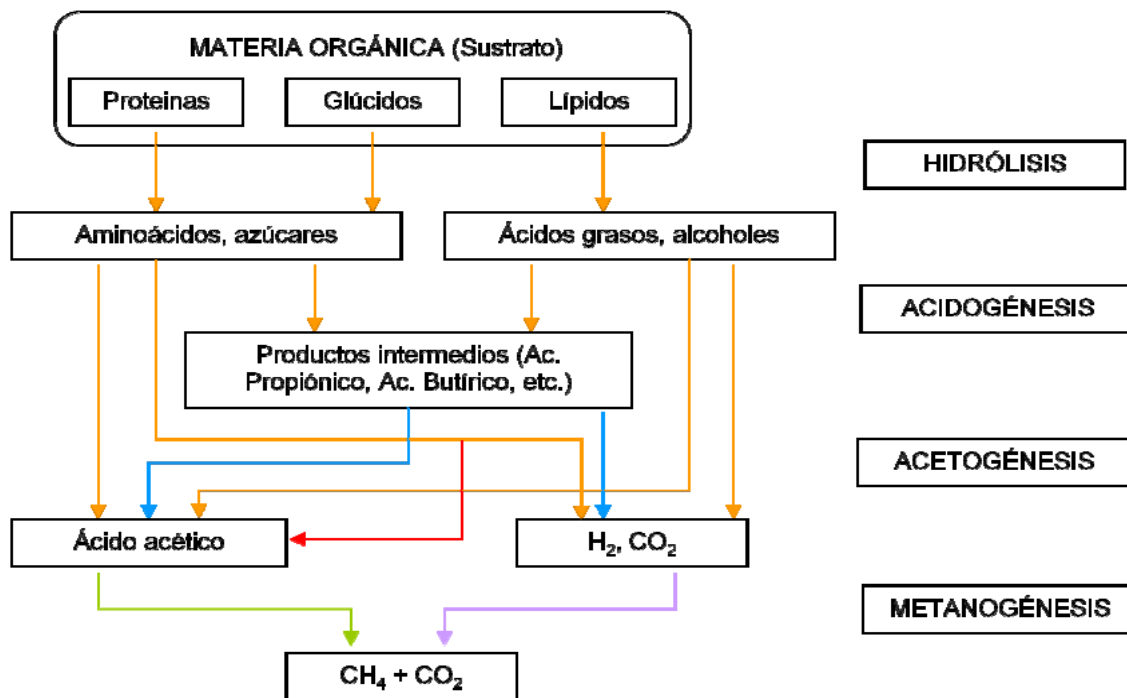 MATERIA ORGÁNICA (Sustrato)
Proteinas
Glúcidos
Lípidos
HIDRÓLISIS
Aminoácidos, azúcares
Ácidos grasos, alcoholes
ACIDOGÉNESIS
Productos intermedios (Ac.
Propiónico, Ac. Butírico, etc.)
ACETOGÉNESIS
Ácido acético
H₂, CO₂
METANOGÉNESIS
CH₄ + CO₂